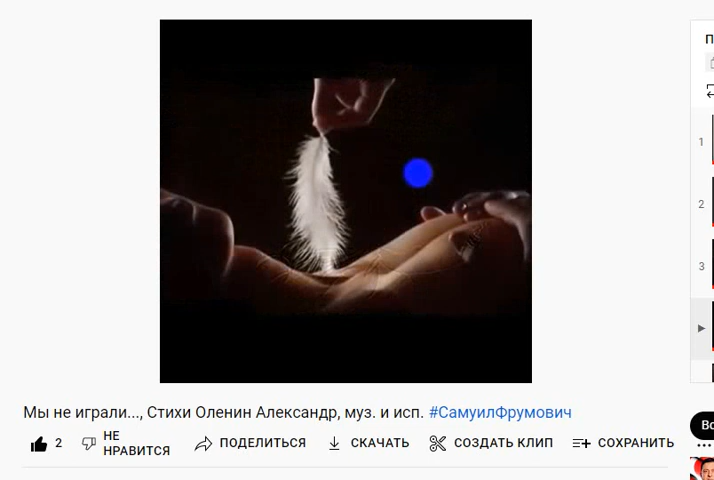 П
1
2
3
Мы не играли..., Стихи Оленин Александр, муз. и исп. #СамуилФрумович
2
НЕ НРАВИТСЯ
ПОДЕЛИТЬСЯ
СКАЧАТЬ
СОЗДАТЬ КЛИП
СОХРАНИТЬ
Вс